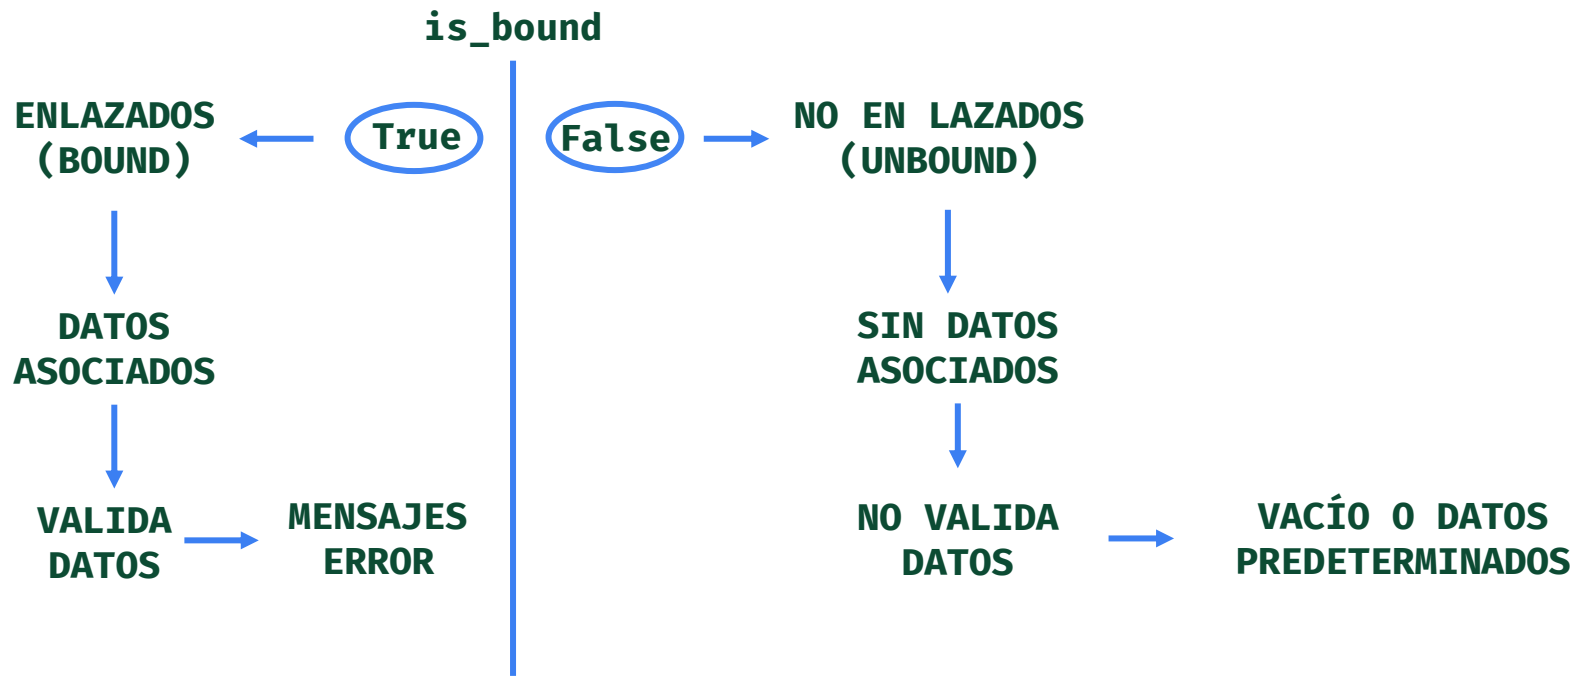 is_bound
True
ENLAZADOS
(BOUND)
DATOS
ASOCIADOS
VALIDA
DATOS
MENSAJES
ERROR
False
NO EN LAZADOS
(UNBOUND)
SIN DATOS
ASOCIADOS
NO VALIDA
DATOS
VACÍO O DATOS
PREDETERMINADOS